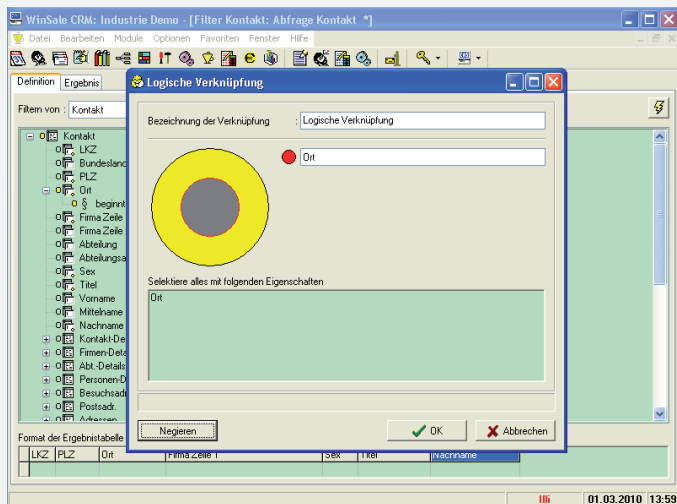 WinSale CRM: Industrie Demo - [Filter Kontakt: Abfrage Kontakt *]
Datei Bearbeiten Module Optionen Favoriten Fenster Hilfe
Definition Ergebnis
Filtern von : Kontakt
Kontakt
LKZ
Bundesland
PLZ
Ort
§ beginnt
Firma Zeile
Firma Zeile
Abteilung
Abteilungsa
Sex
Titel
Vorname
Mittelname
Nachname
Kontakt-De
Firmen-Deta
Abt.-Details
Personen-D
Besuchsadr
Postsadr.
Adressen
Logische Verknüpfung
Bezeichnung der Verknüpfung : Logische Verknüpfung
Ort
Selektiere alles mit folgenden Eigenschaften
Ort
Negieren OK Abbrechen
Format der Ergebnistabelle
LKZ PLZ Ort Firma Zeile 1 Sex Titel Nachname
01.03.2010 13:59